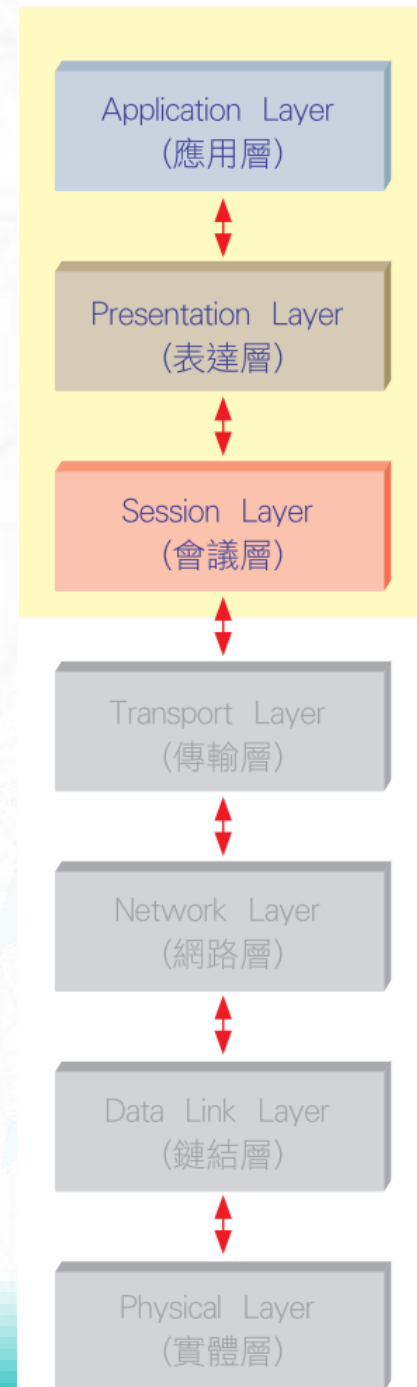 Application Layer
(應用層)
Presentation Layer
(表達層)
Session Layer
(會議層)
Transport Layer
(傳輸層)
Network Layer
(網路層)
Data Link Layer
(鏈結層)
Physical Layer
(實體層)